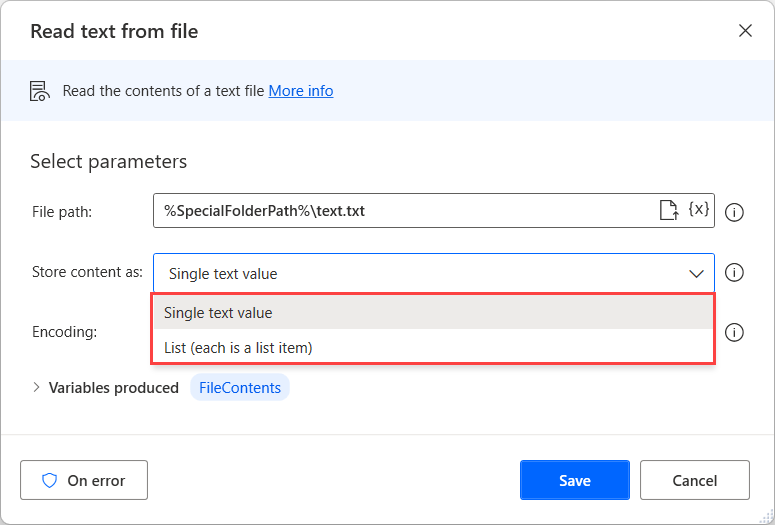 Read text from file
Read the contents of a text file More info
Select parameters
File path: %SpecialFolderPath%\text.txt {x}
Store content as: Single text value
Single text value
Encoding:
List (each is a list item)
Variables produced FileContents
On error Save Cancel